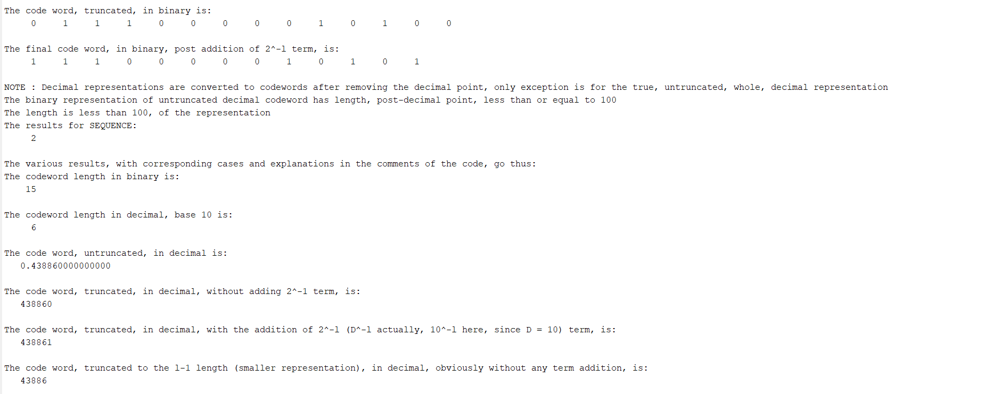 The code word, truncated, in binary is:
0 1 1 1 0 0 0 0 0 1 0 1 0 0
The final code word, in binary, post addition of 2^-l term, is:
1 1 1 0 0 0 0 0 1 0 1 0 1
NOTE : Decimal representations are converted to codewords after removing the decimal point, only exception is for the true, untruncated, whole, decimal representation
The binary representation of untruncated decimal codeword has length, post-decimal point, less than or equal to 100
The length is less than 100, of the representation
The results for SEQUENCE:
2
The various results, with corresponding cases and explanations in the comments of the code, go thus:
The codeword length in binary is:
15
The codeword length in decimal, base 10 is:
6
The code word, untruncated, in decimal is:
0.438860000000000
The code word, truncated, in decimal, without adding 2^-l term, is:
438860
The code word, truncated, in decimal, with the addition of 2^-l (D^-l actually, 10^-l here, since D = 10) term, is:
438861
The code word, truncated to the l-1 length (smaller representation), in decimal, obviously without any term addition, is:
43886